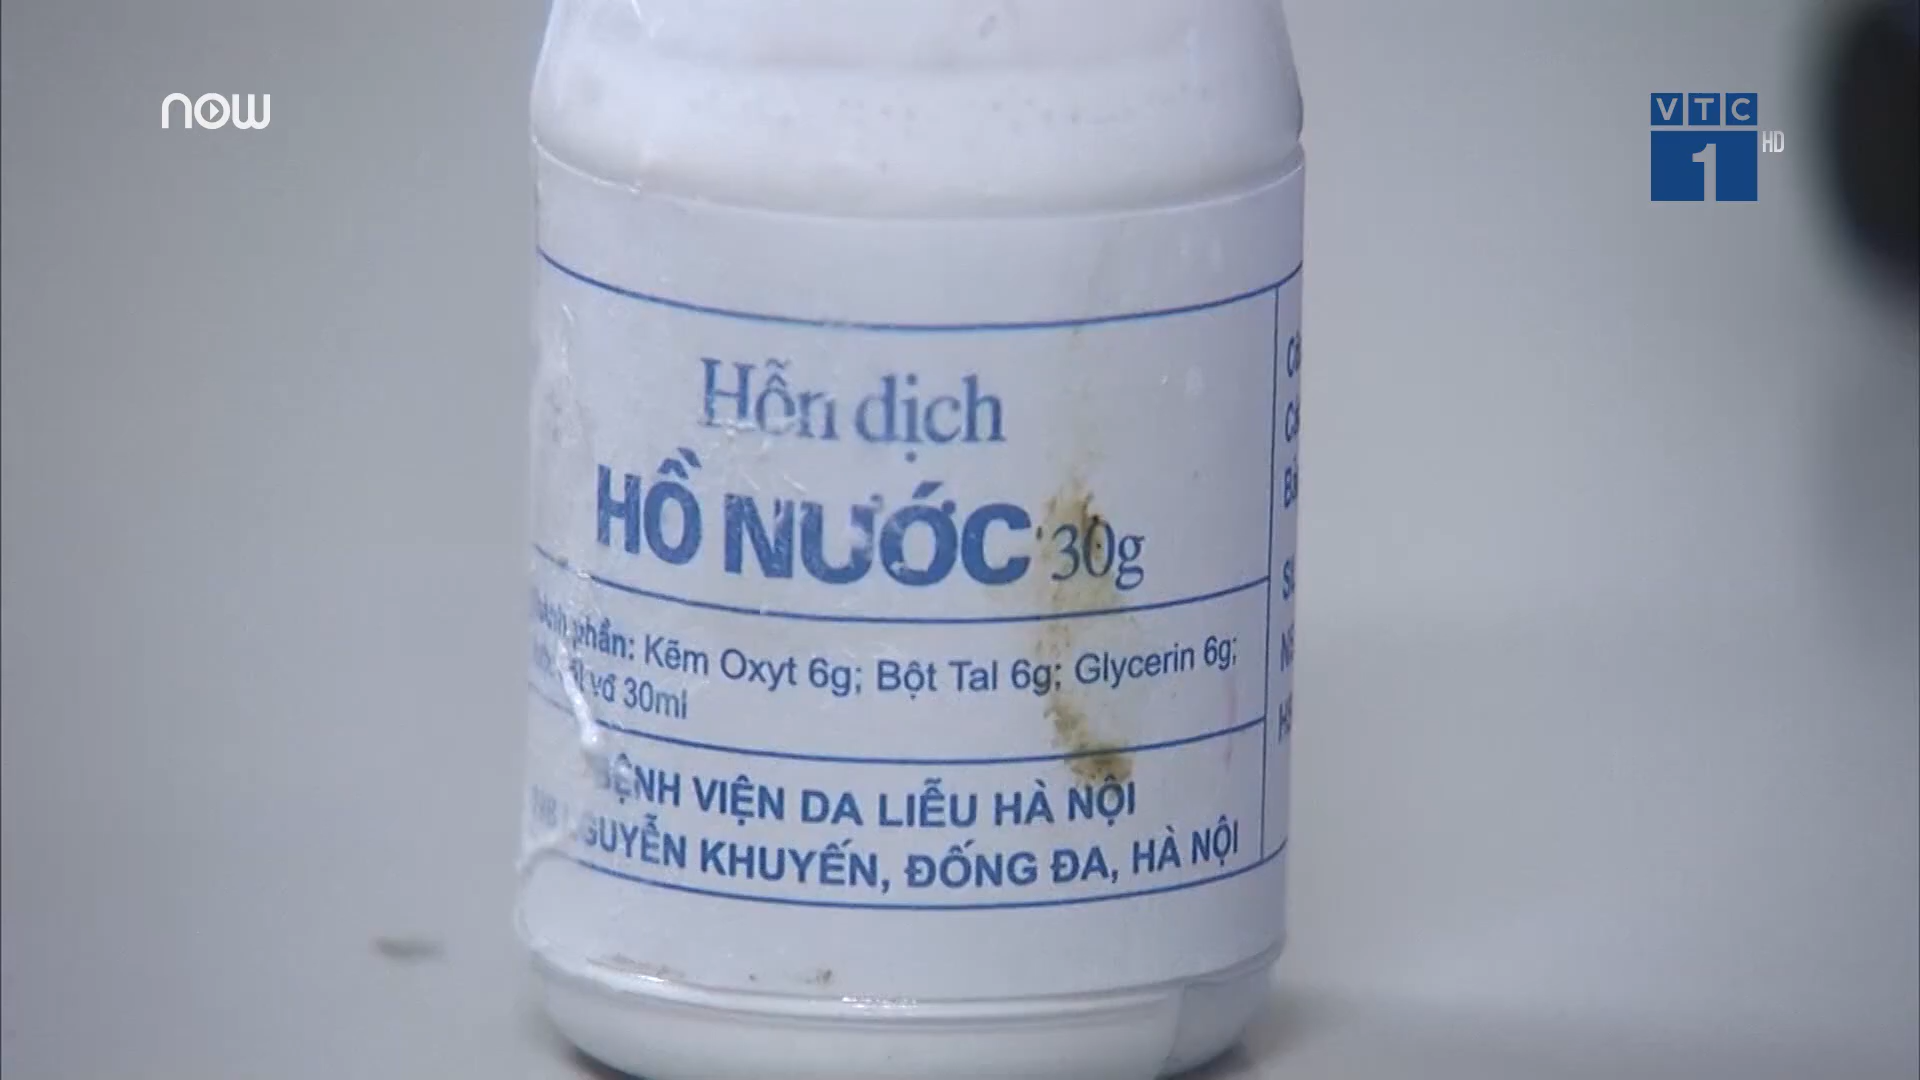 now
VTC
1
HD
Hỗn dịch
HỒ NƯỚC 30g
phần: Kẽm Oxyt 6g; Bột Tal 6g; Glycerin 6g;
vđ 30ml
BỆNH VIỆN DA LIỄU HÀ NỘI
NGUYỄN KHUYẾN, ĐỐNG ĐA, HÀ NỘI